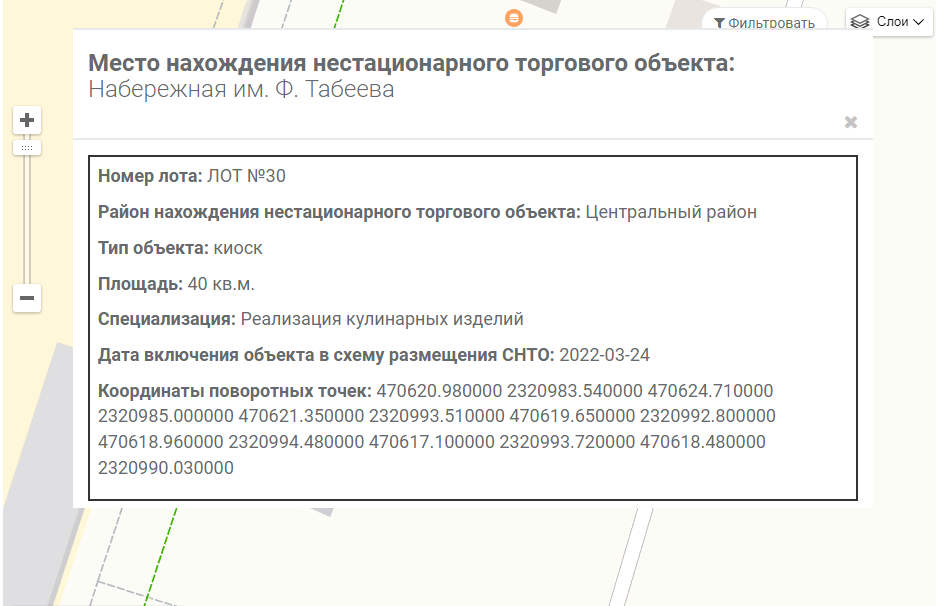 Фильтровать
Слои
Место нахождения нестационарного торгового объекта:
Набережная им. Ф. Табеева
Номер лота: ЛОТ №30
Район нахождения нестационарного торгового объекта: Центральный район
Тип объекта: киоск
Площадь: 40 кв.м.
Специализация: Реализация кулинарных изделий
Дата включения объекта в схему размещения СНТО: 2022-03-24
Координаты поворотных точек: 470620.980000 2320983.540000 470624.710000
2320985.000000 470621.350000 2320993.510000 470619.650000 2320992.800000
470618.960000 2320994.480000 470617.100000 2320993.720000 470618.480000
2320990.030000